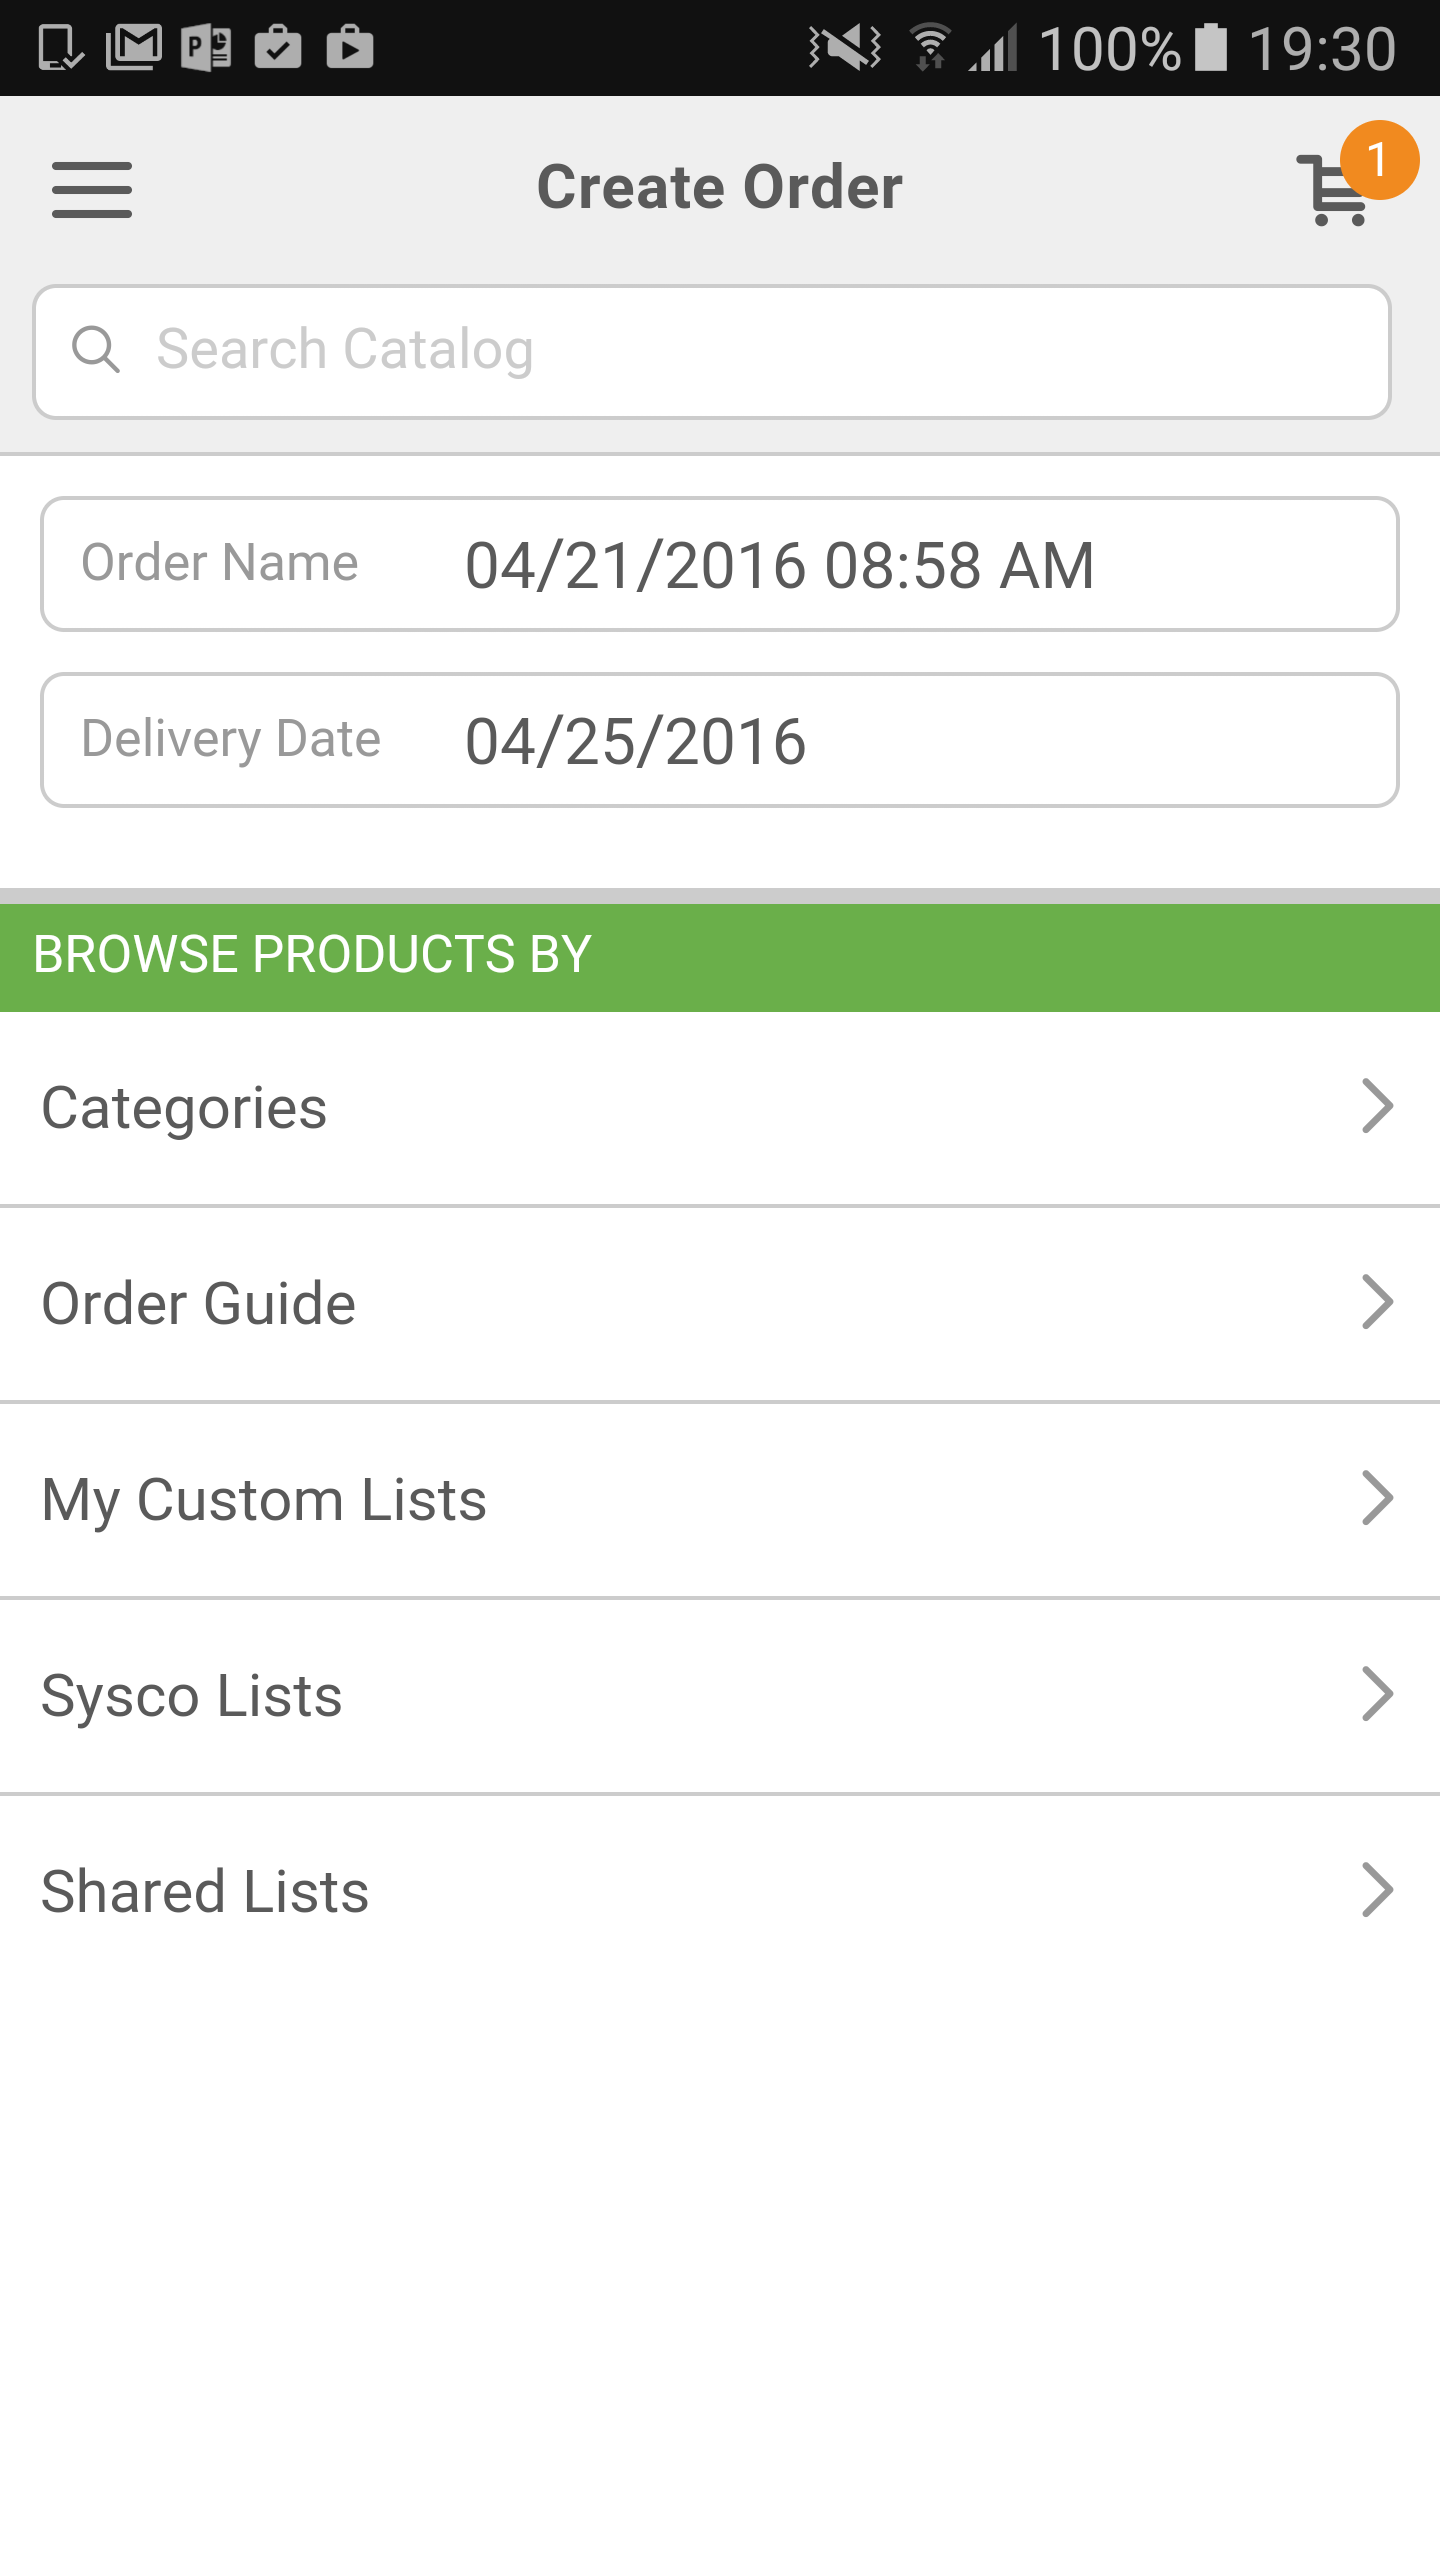 100% 19:30
Create Order
1
Search Catalog
Order Name 04/21/2016 08:58 AM
Delivery Date 04/25/2016
BROWSE PRODUCTS BY
Categories
Order Guide
My Custom Lists
Sysco Lists
Shared Lists